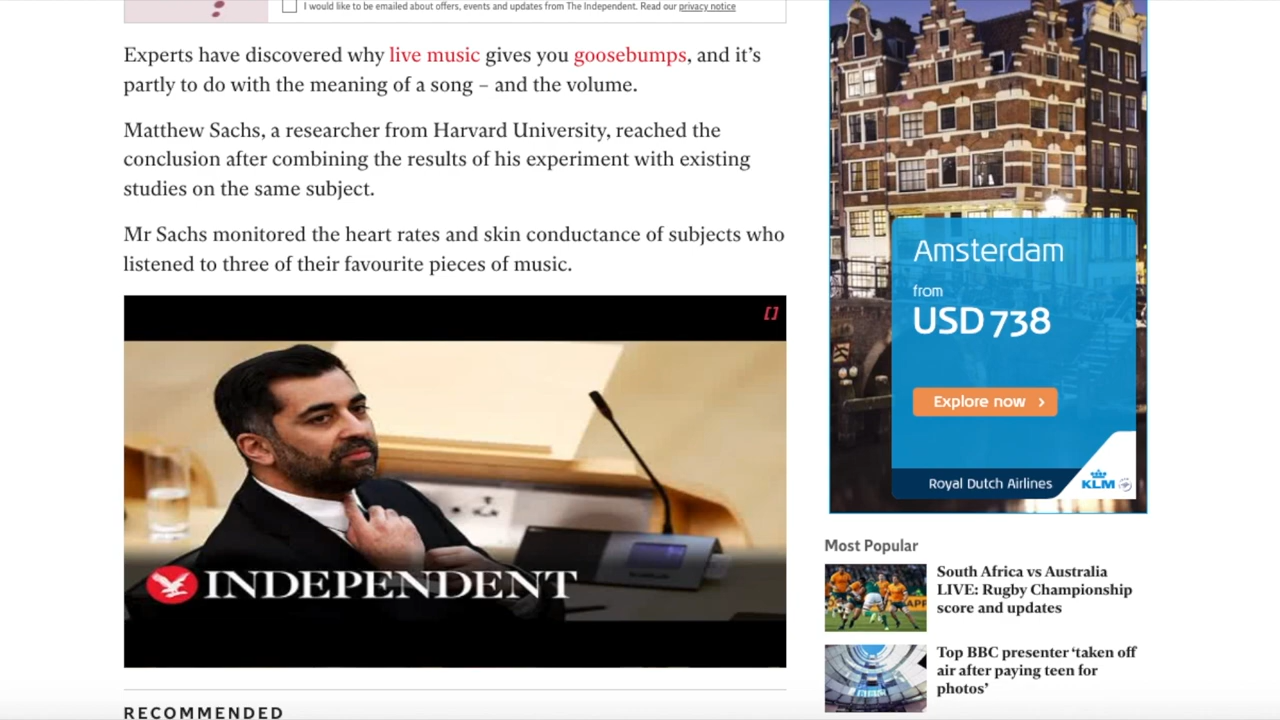 I would like to be emailed about offers, events and updates from The Independent. Read our privacy notice
Experts have discovered why live music gives you goosebumps, and it’s
partly to do with the meaning of a song – and the volume.
Matthew Sachs, a researcher from Harvard University, reached the
conclusion after combining the results of his experiment with existing
studies on the same subject.
Mr Sachs monitored the heart rates and skin conductance of subjects who
listened to three of their favourite pieces of music.
INDEPENDENT
RECOMMENDED
Amsterdam
from
USD 738
Explore now
Royal Dutch Airlines
KLM
Most Popular
South Africa vs Australia
LIVE: Rugby Championship
score and updates
Top BBC presenter ‘taken off
air after paying teen for
photos’